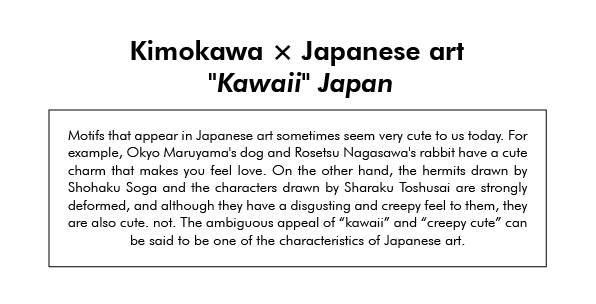 Kimokawa × Japanese art
"Kawaii" Japan
Motifs that appear in Japanese art sometimes seem very cute to us today. For
example, Okyo Maruyama's dog and Rosetsu Nagasawa's rabbit have a cute
charm that makes you feel love. On the other hand, the hermits drawn by
Shohaku Soga and the characters drawn by Sharaku Toshusai are strongly
deformed, and although they have a disgusting and creepy feel to them, they
are also cute. not. The ambiguous appeal of “kawaii” and “creepy cute” can
be said to be one of the characteristics of Japanese art.